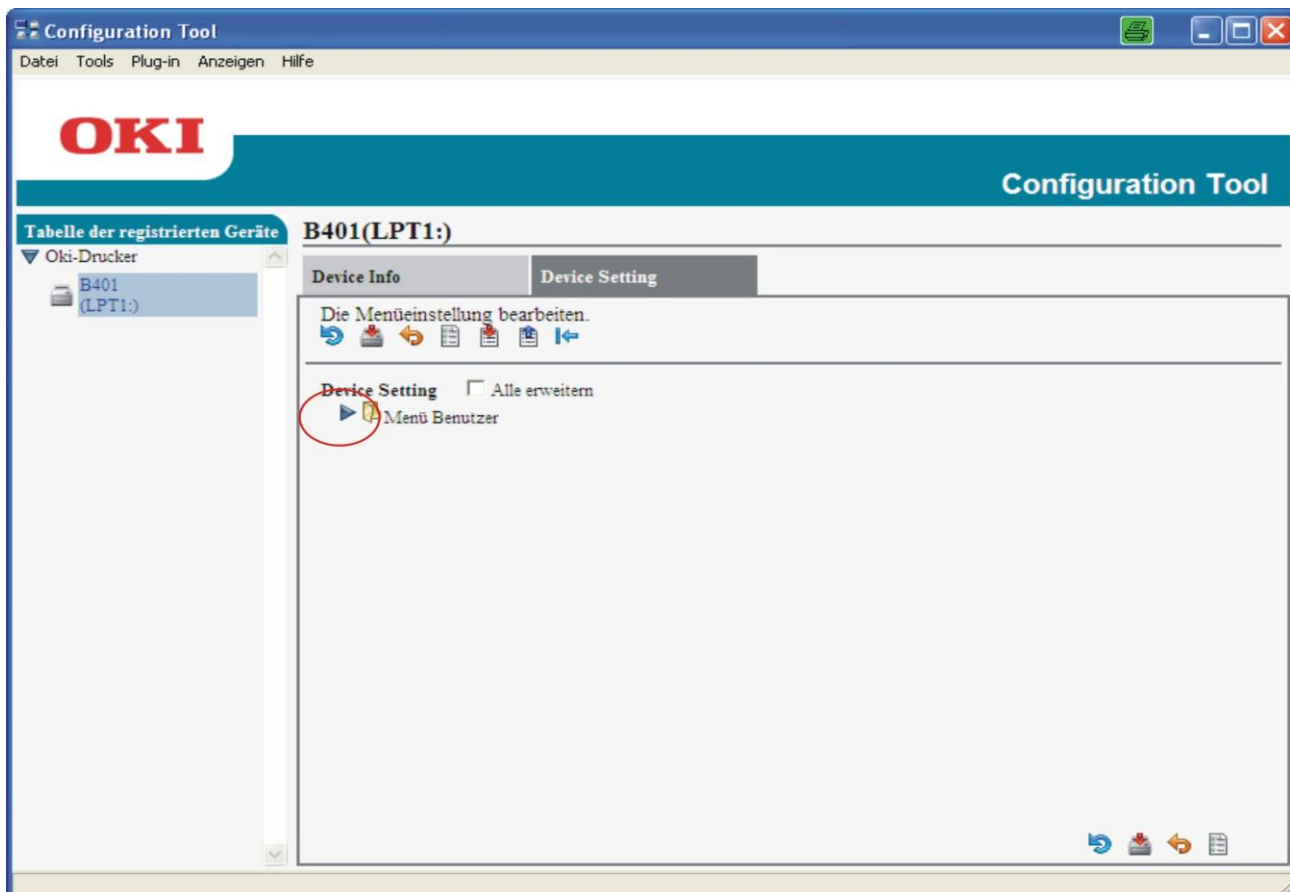 Configuration Tool
Datei Tools Plug-in Anzeigen Hilfe
OKI
Configuration Tool
Tabelle der registrierten Geräte
Oki-Drucker
B401
(LPT1:)
B401(LPT1:)
Device Info Device Setting
Die Menüeinstellung bearbeiten.
Device Setting Alle erweitern
Menü Benutzer